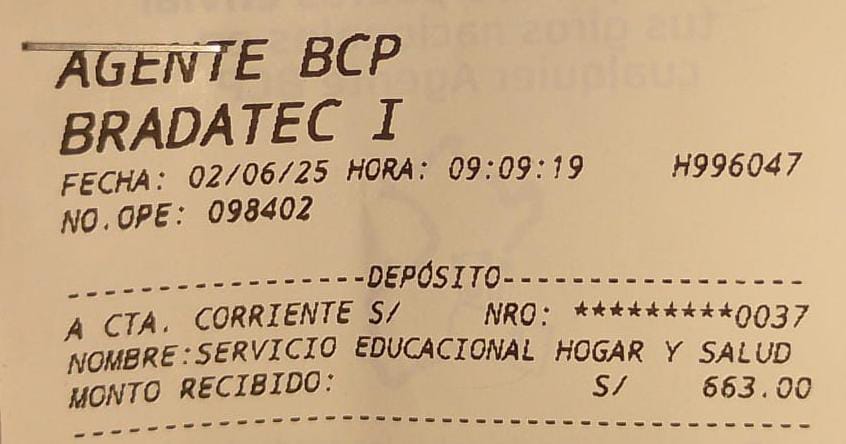 AGENTE BCP
BRADATEC I
FECHA: 02/06/25 HORA: 09:09:19 H996047
NO.OPE: 098402
-----------------DEPÓSITO-----------------
A CTA. CORRIENTE S/ NRO: *********0037
NOMBRE:SERVICIO EDUCACIONAL HOGAR Y SALUD
MONTO RECIBIDO: S/ 663.00
------------------------------------------